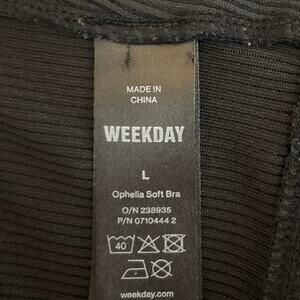 MADE IN
CHINA
WEEKDAY
L
Ophelia Soft Bra
O/N 238935
P/N 0710444 2
40
weekday.com